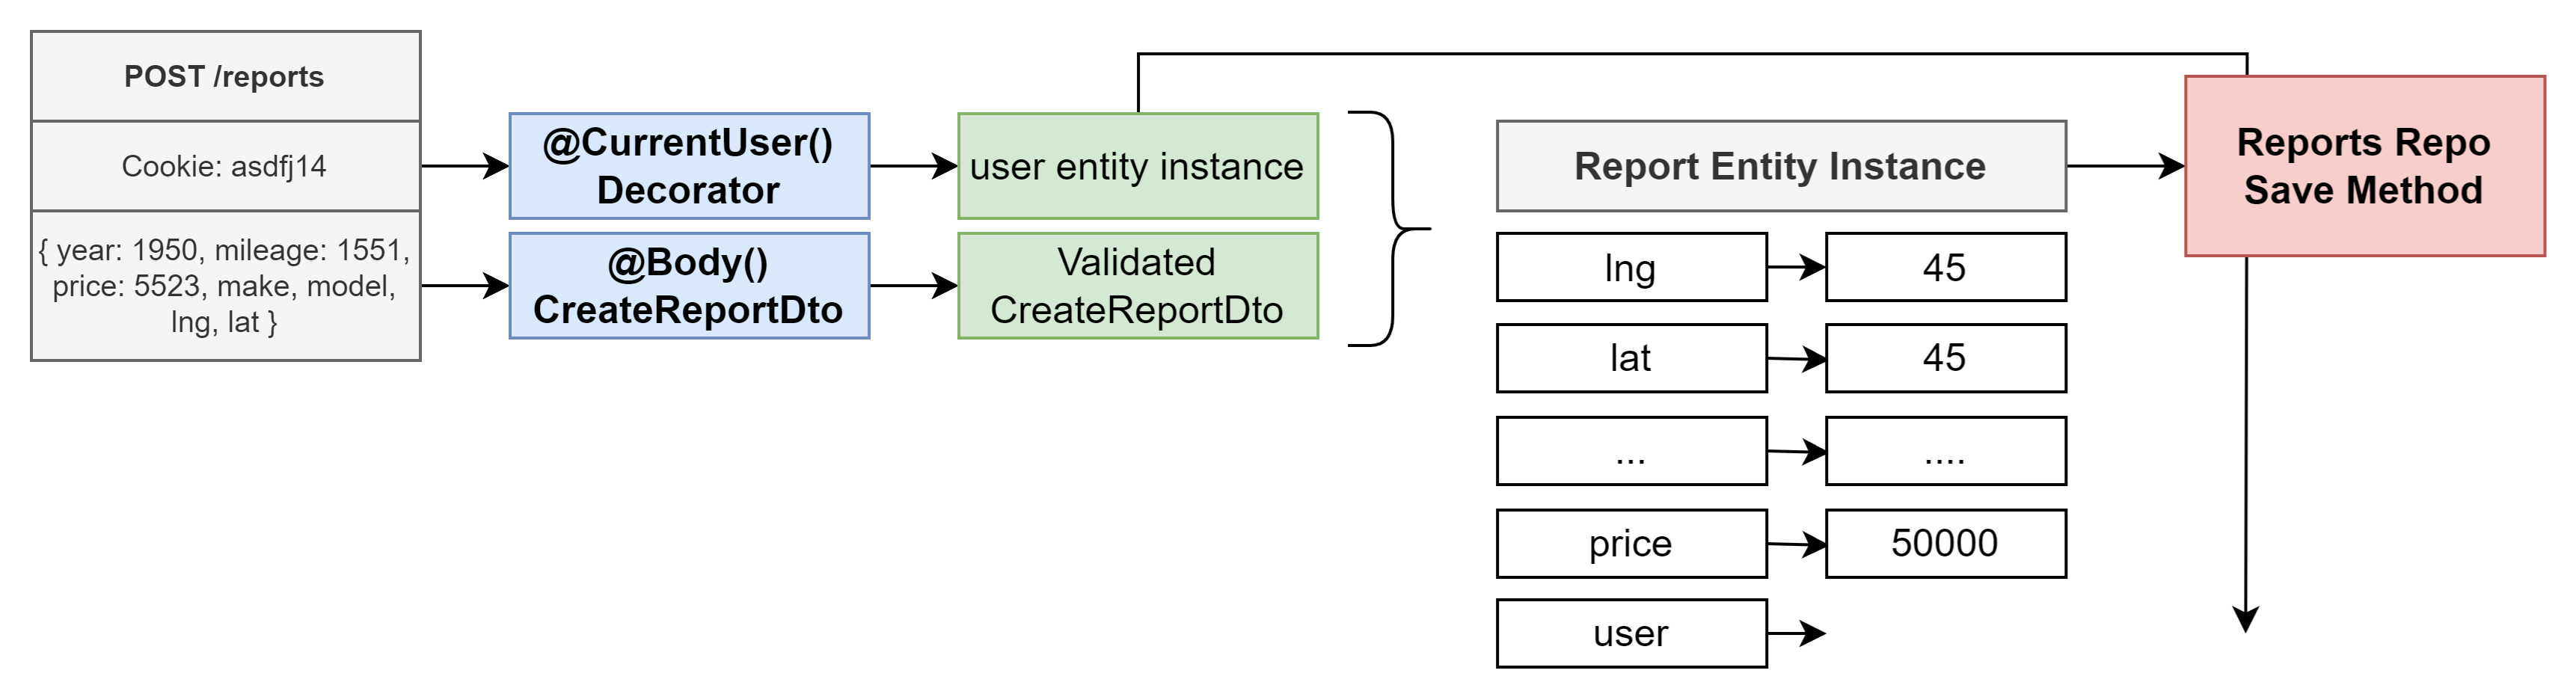 POST /reports
Cookie: asdfj14
{ year: 1950, mileage: 1551,
price: 5523, make, model,
lng, lat }
@CurrentUser()
Decorator
@Body()
CreateReportDto
user entity instance
Validated
CreateReportDto
Report Entity Instance
lng
45
lat
45
...
....
price
50000
user
Reports Repo
Save Method